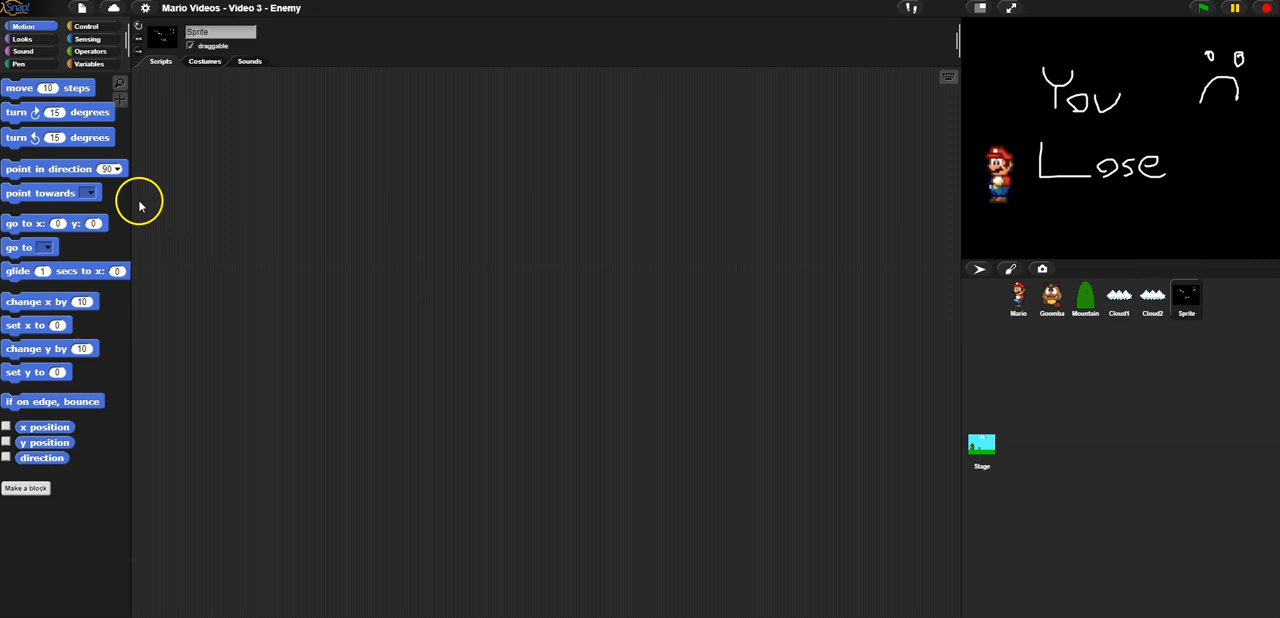 Snap!
Mario Videos - Video 3 - Enemy
Motion Control
Looks Sensing
Sound Operators
Pen Variables
Sprite
draggable
Scripts Costumes Sounds
move 10 steps
turn 15 degrees
turn 15 degrees
point in direction 90
point towards
go to x: 0 y: 0
go to
glide 1 secs to x: 0
change x by 10
set x to 0
change y by 10
set y to 0
if on edge, bounce
x position
y position
direction
Make a block
You
Lose
Mario Goomba Mountain Cloud1 Cloud2 Sprite
Stage